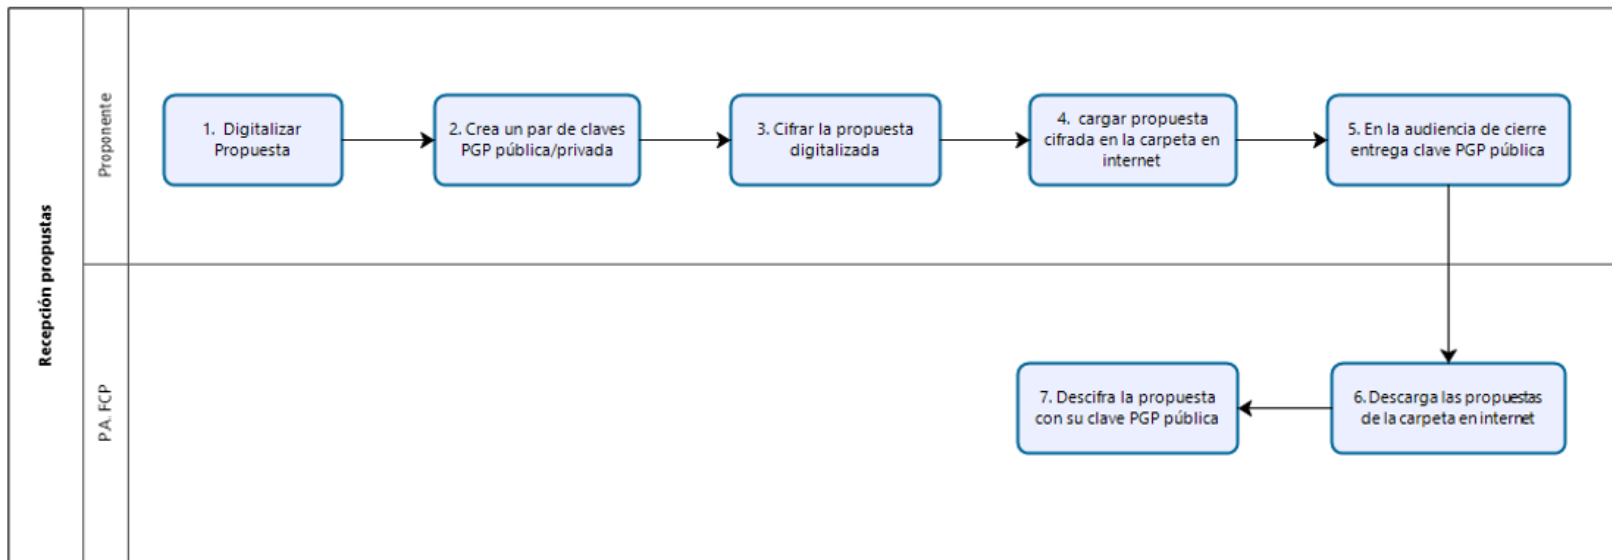 Recepción propustas
Proponente
1. Digitalizar
Propuesta
2. Crea un par de claves
PGP pública/privada
3. Cifrar la propuesta
digitalizada
4. cargar propuesta
cifrada en la carpeta en
internet
5. En la audiencia de cierre
entrega clave PGP pública
P.A. FCP
7. Descifra la propuesta
con su clave PGP pública
6. Descarga las propuestas
de la carpeta en internet